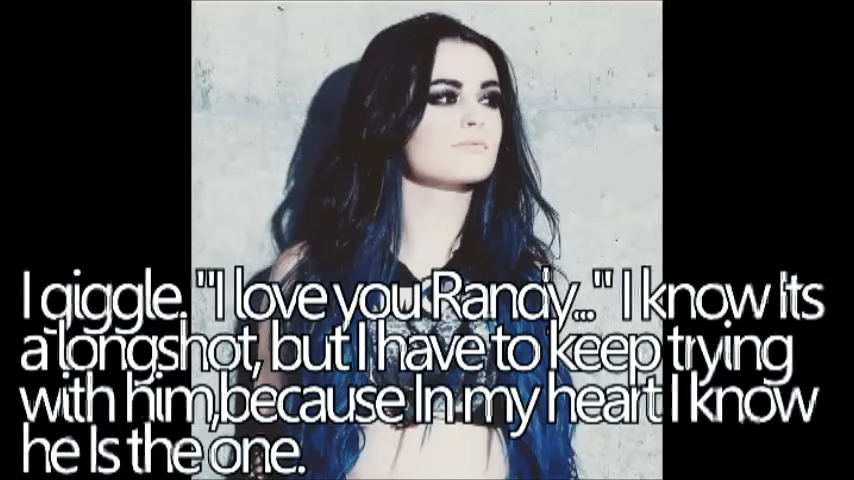 I giggle. "I love you Randy..." I know Its
a longshot, but I have to keep trying
with him,because In my heart I know
he Is the one.